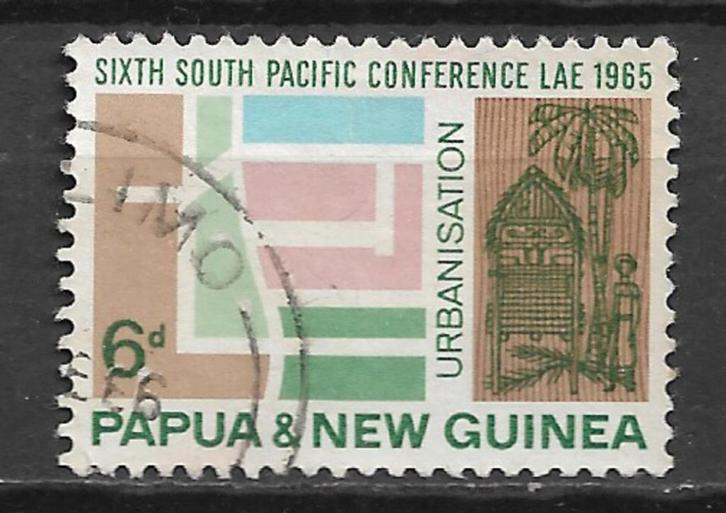 SIXTH SOUTH PACIFIC CONFERENCE LAE 1965
URBANISATION
6d
PAPUA & NEW GUINEA